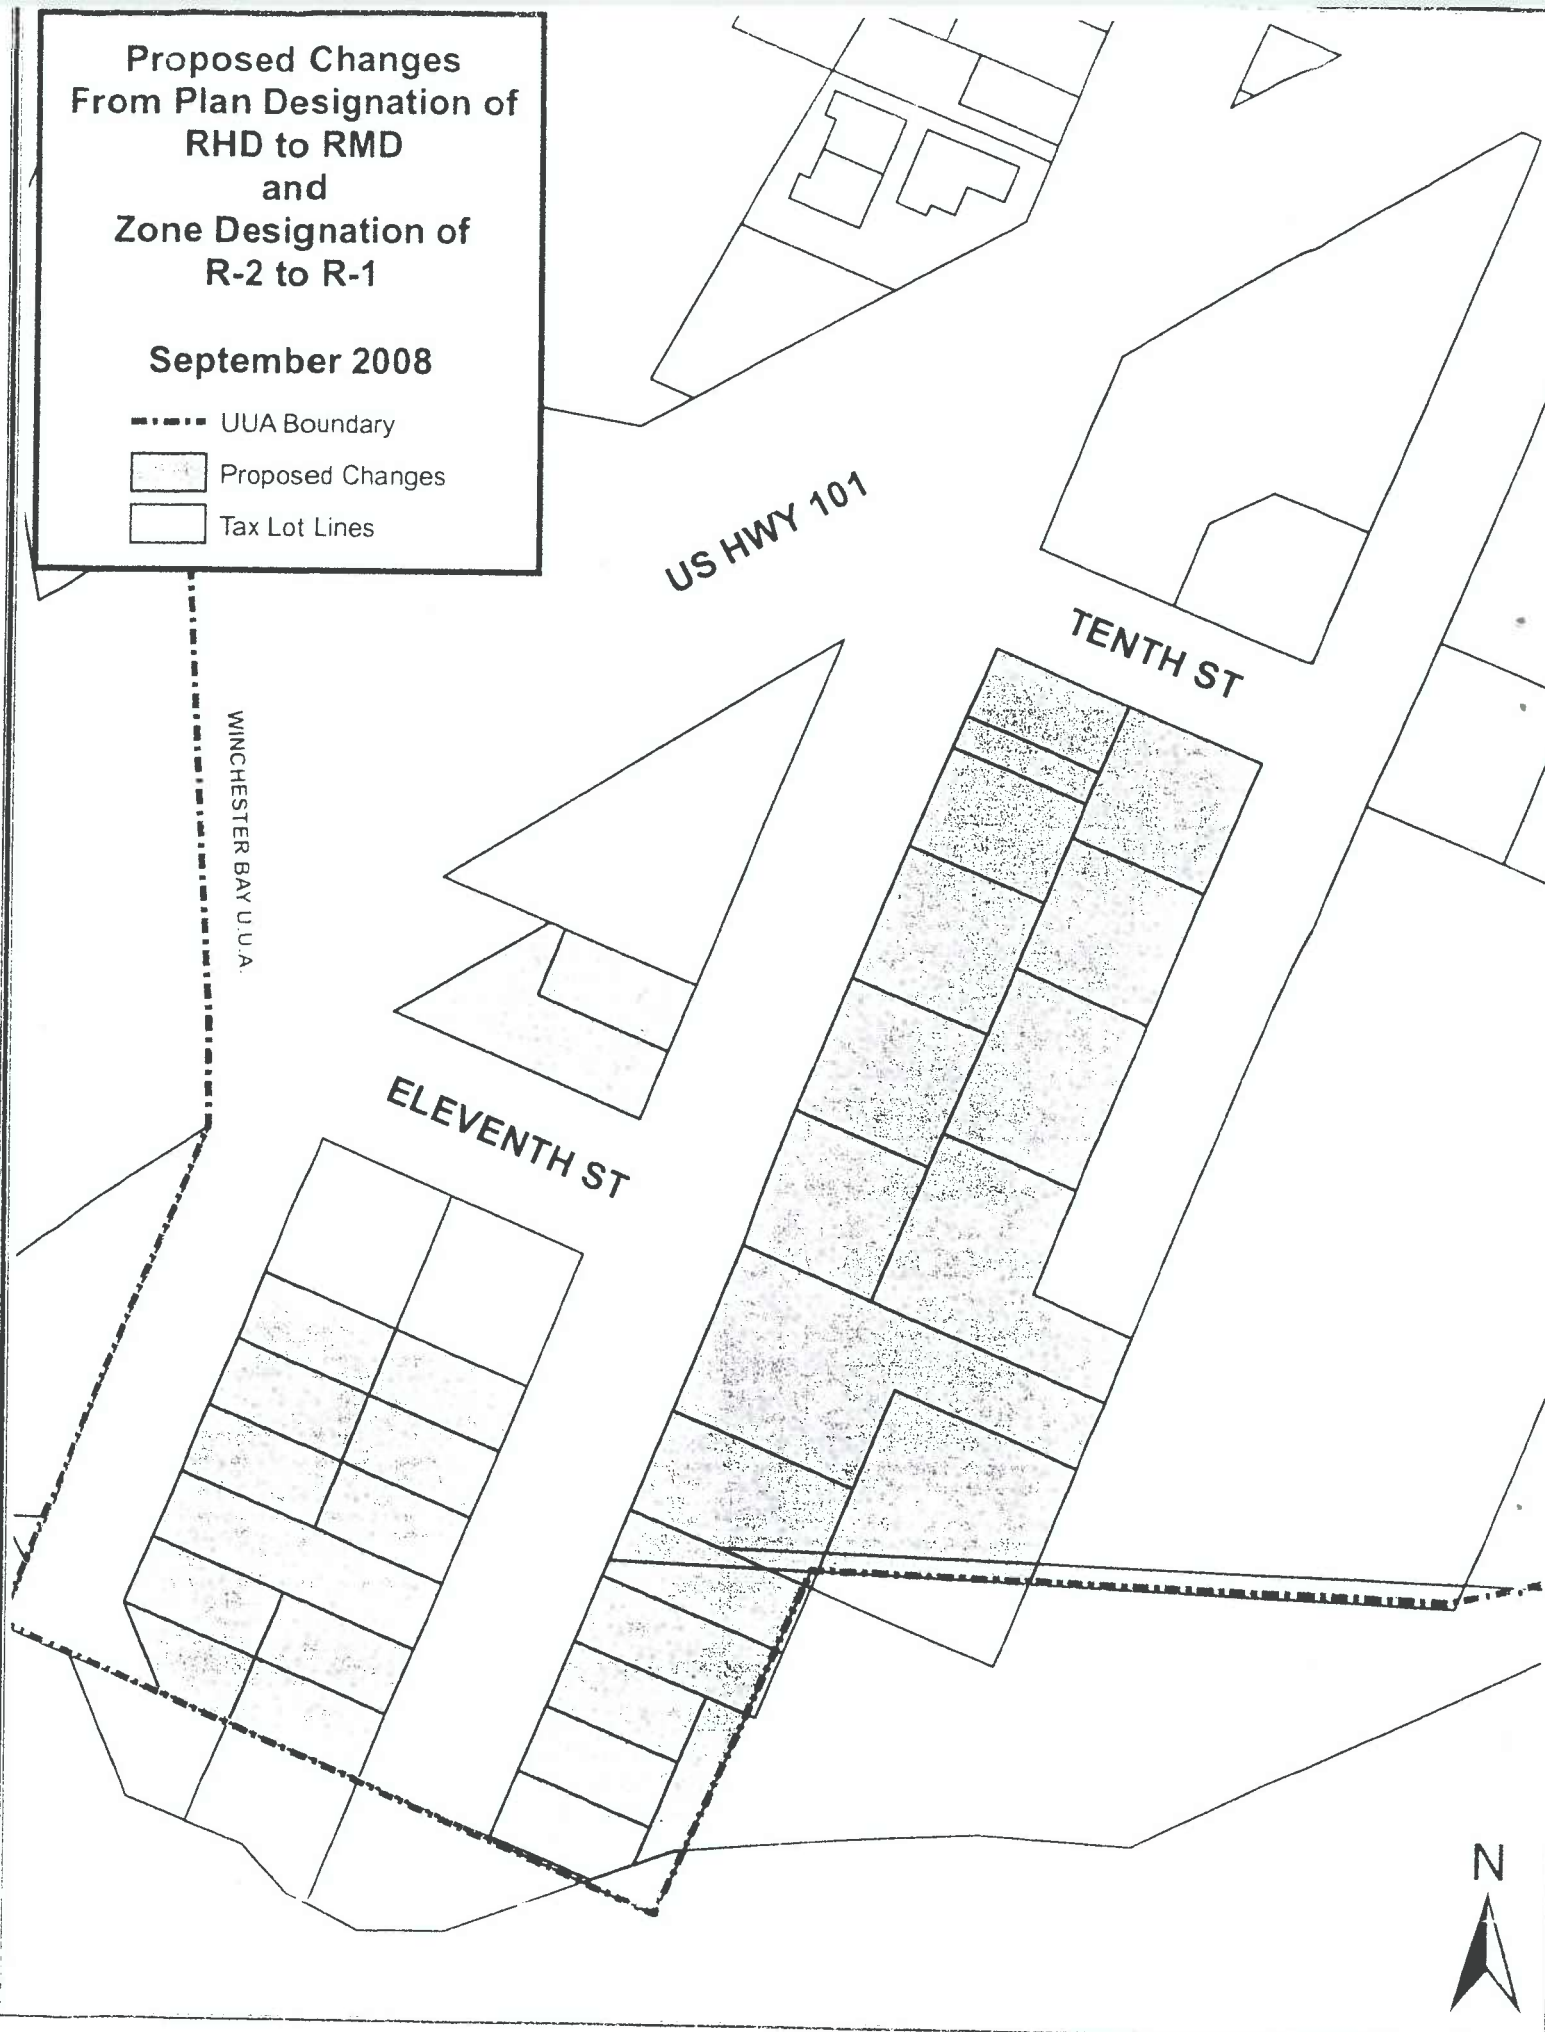 Proposed Changes
From Plan Designation of
RHD to RMD
and
Zone Designation of
R-2 to R-1
September 2008
UUA Boundary
Proposed Changes
Tax Lot Lines
US HWY 101
TENTH ST
WINCHESTER BAY U.U.A.
ELEVENTH ST
N